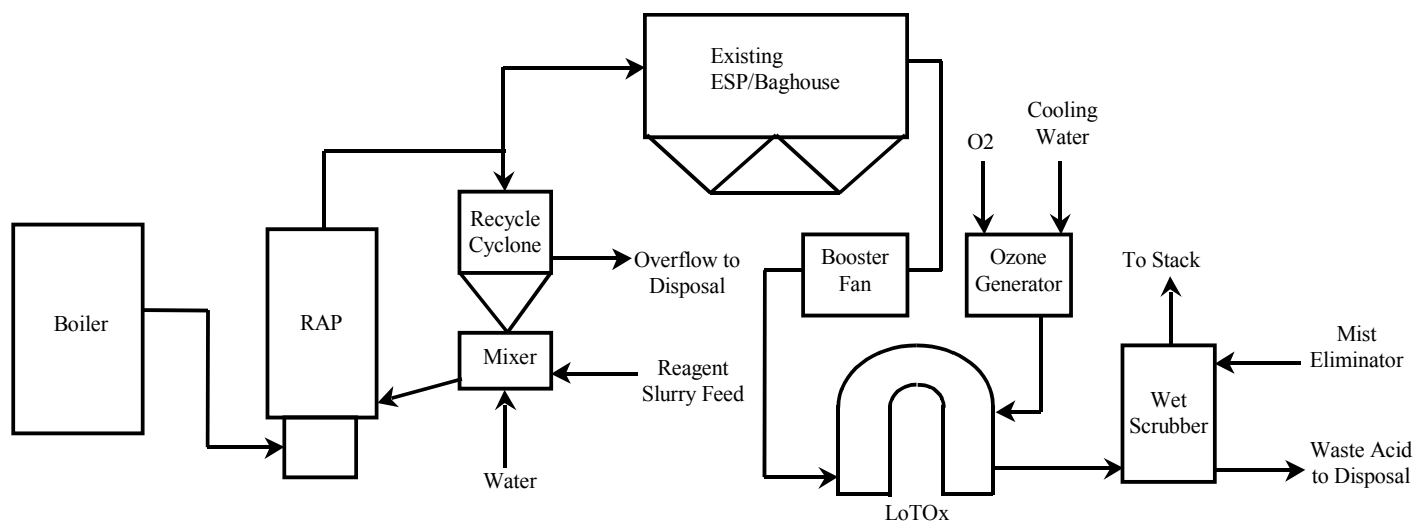 Existing
ESP/Baghouse
Cooling
Water
O2
Recycle
Cyclone
Overflow to
Disposal
Booster
Fan
Ozone
Generator
To Stack
Boiler
RAP
Mixer
Reagent
Slurry Feed
Water
Mist
Eliminator
Wet
Scrubber
Waste Acid
to Disposal
LoTOx